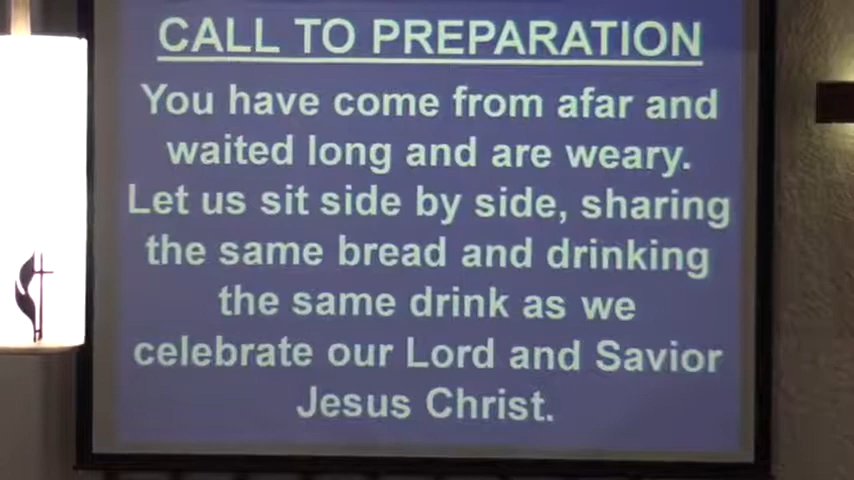 CALL TO PREPARATION
You have come from afar and
waited long and are weary.
Let us sit side by side, sharing
the same bread and drinking
the same drink as we
celebrate our Lord and Savior
Jesus Christ.